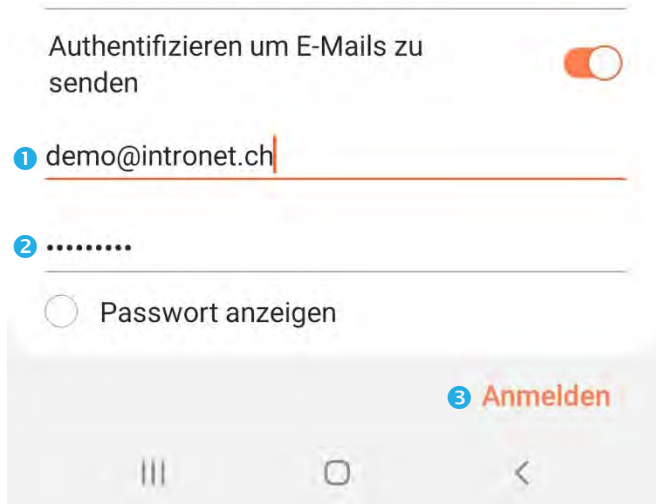 Authentifizieren um E-Mails zu
senden
1 demo@intronet.ch
2 •••••••••
Passwort anzeigen
3 Anmelden